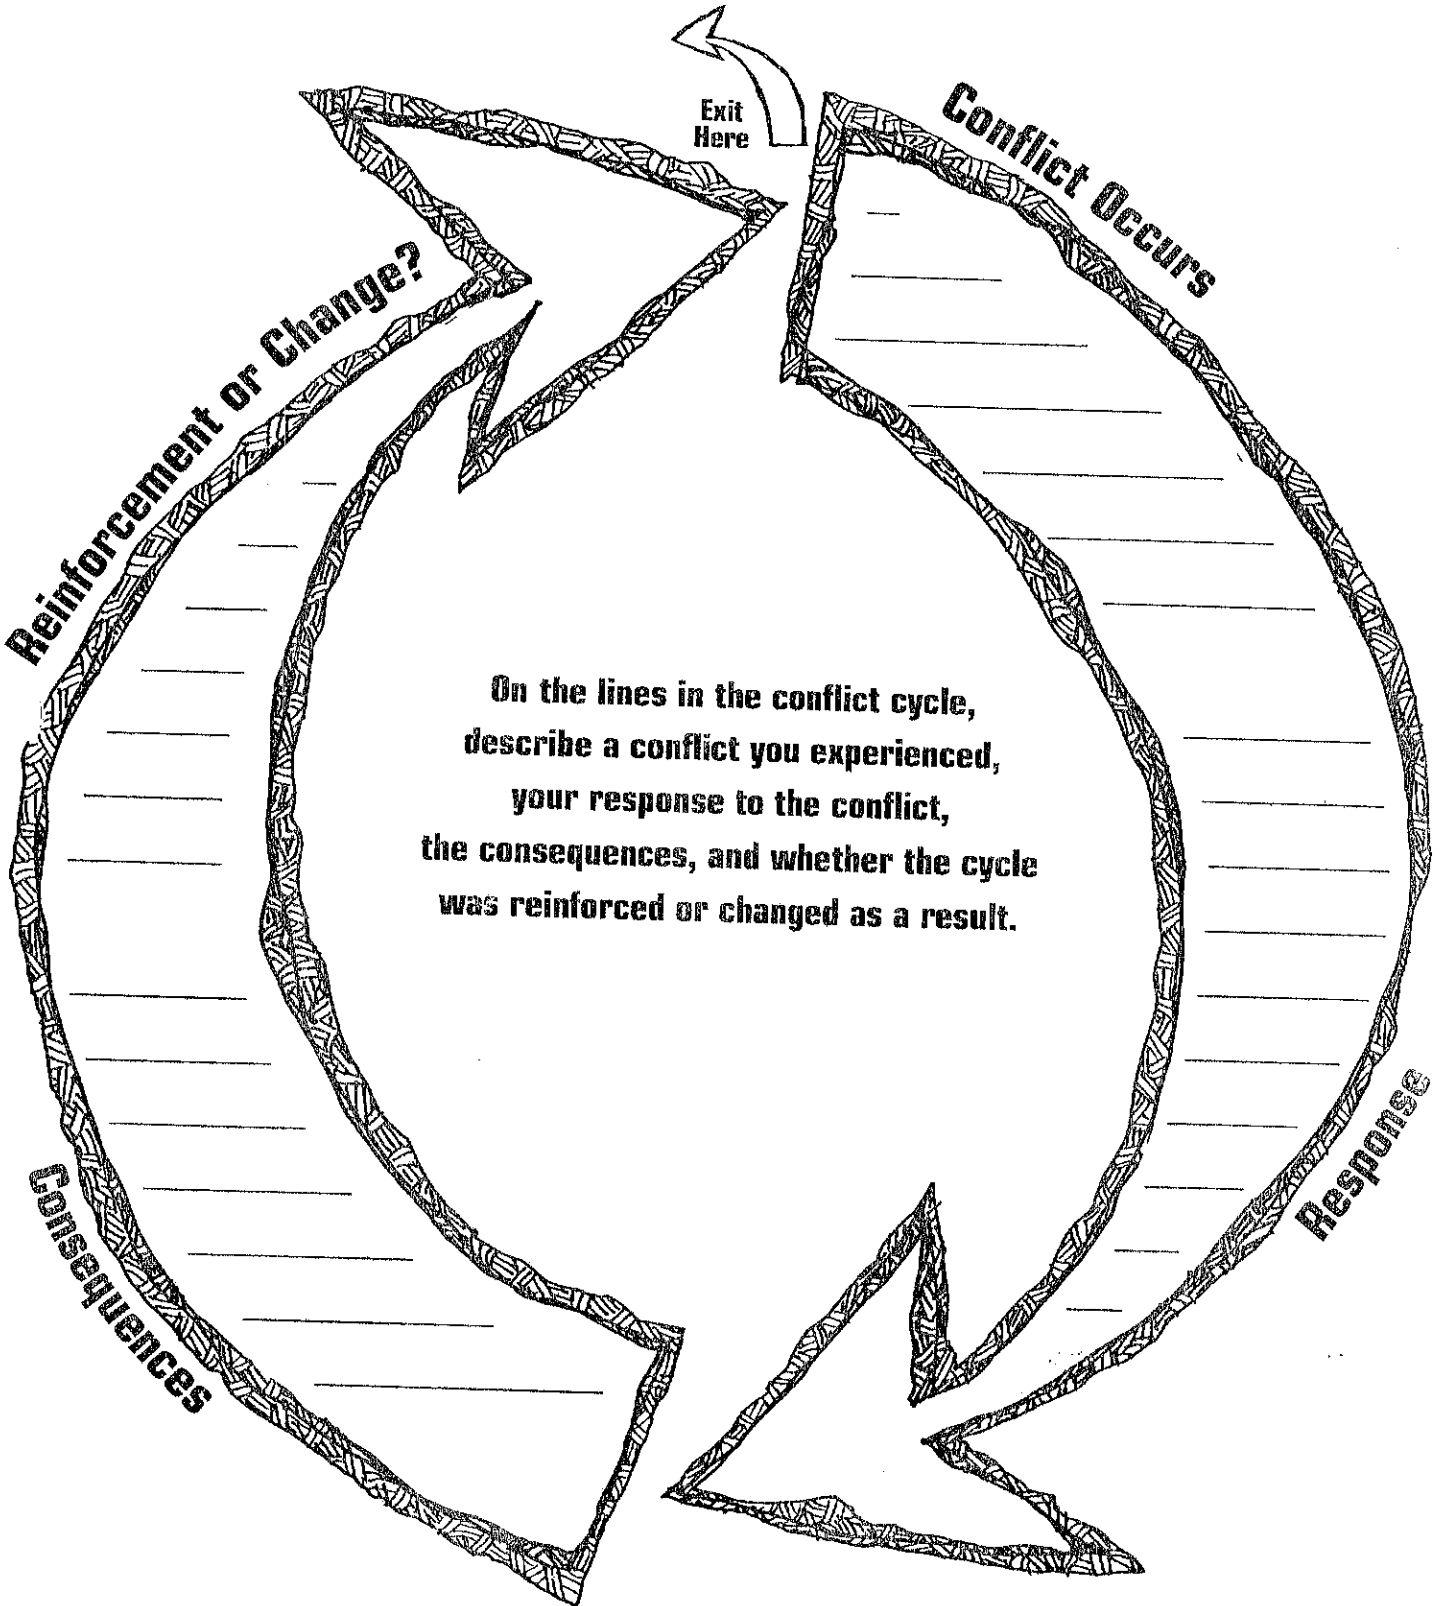 Exit
Here
Conflict Occurs
Reinforcement or Change?
On the lines in the conflict cycle,
describe a conflict you experienced,
your response to the conflict,
the consequences, and whether the cycle
was reinforced or changed as a result.
Response
Consequences